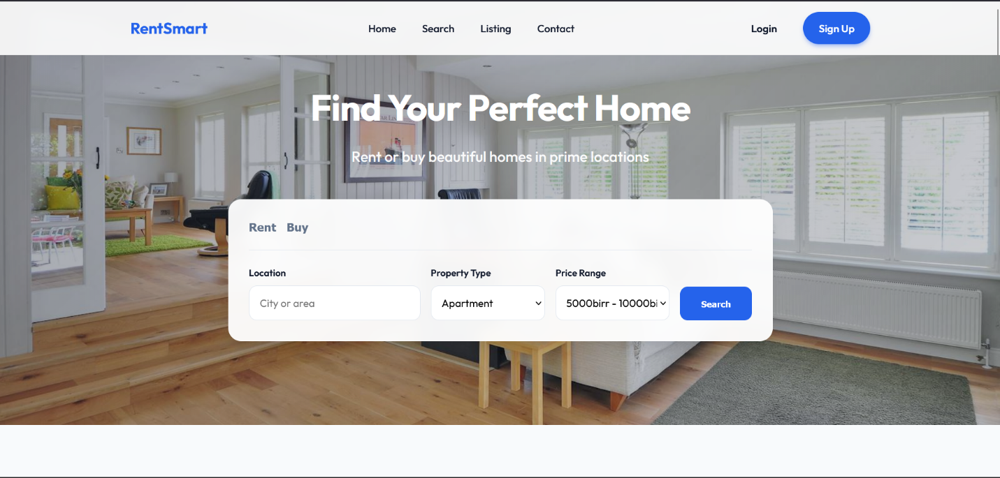 RentSmart Home Search Listing Contact Login Sign Up
Find Your Perfect Home
Rent or buy beautiful homes in prime locations
Rent Buy
Location Property Type Price Range
City or area Apartment 5000birr - 10000bi Search